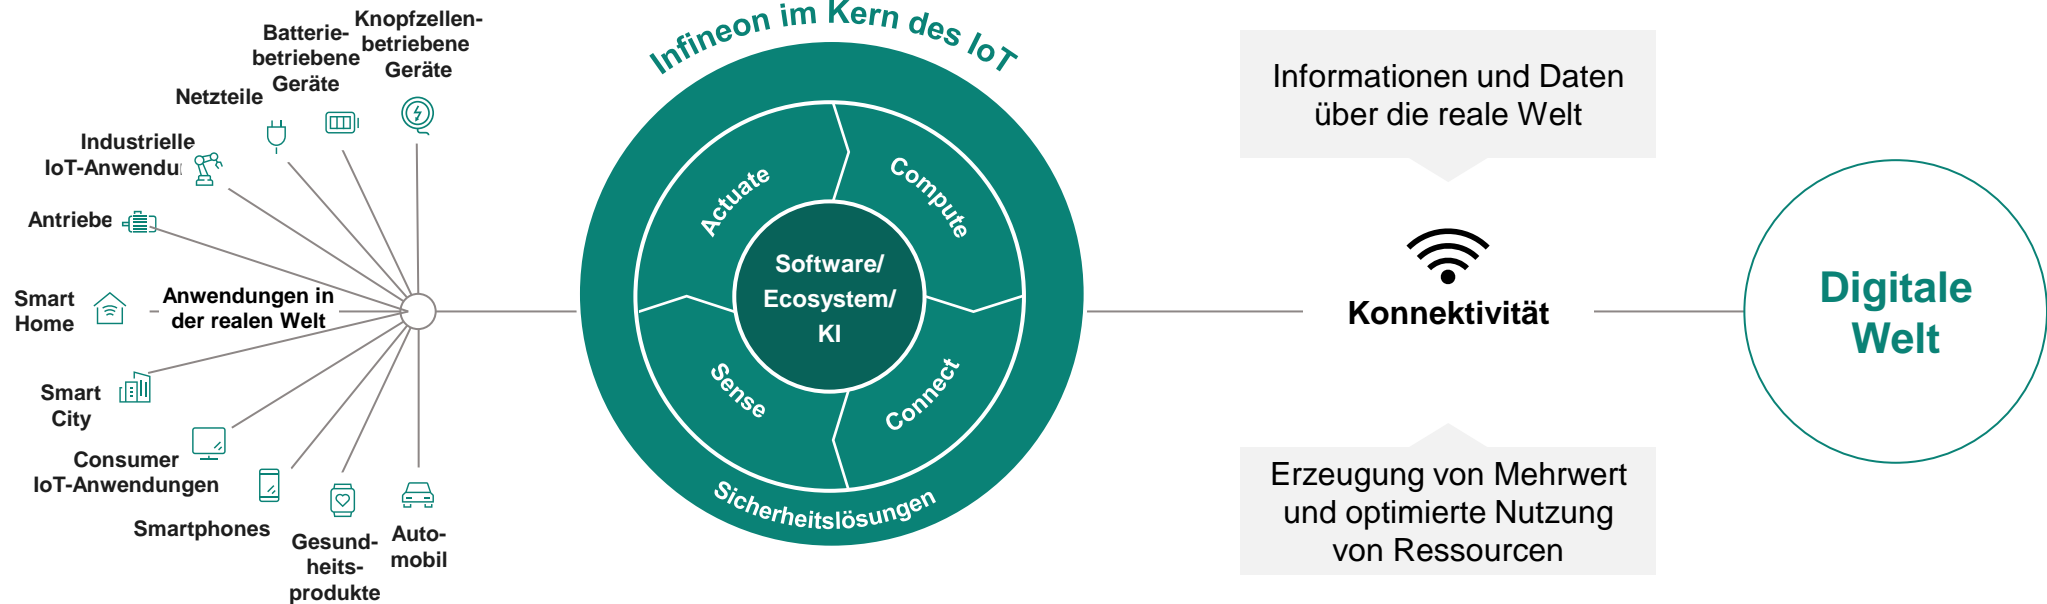 Knopfzellen-
betriebene
Geräte
Batterie-
betriebene
Geräte
Netzteile
Industrielle
IoT-Anwendu
Antriebe
Smart
Home
Anwendungen in
der realen Welt
Smart
City
Consumer
IoT-Anwendungen
Smartphones
Gesund-
heits-
produkte
Auto-
mobil
Infineon im Kern des IoT
Actuate
Compute
Sense
Connect
Software/
Ecosystem/
KI
Sicherheitslösungen
Informationen und Daten
über die reale Welt
Konnektivität
Erzeugung von Mehrwert
und optimierte Nutzung
von Ressourcen
Digitale
Welt